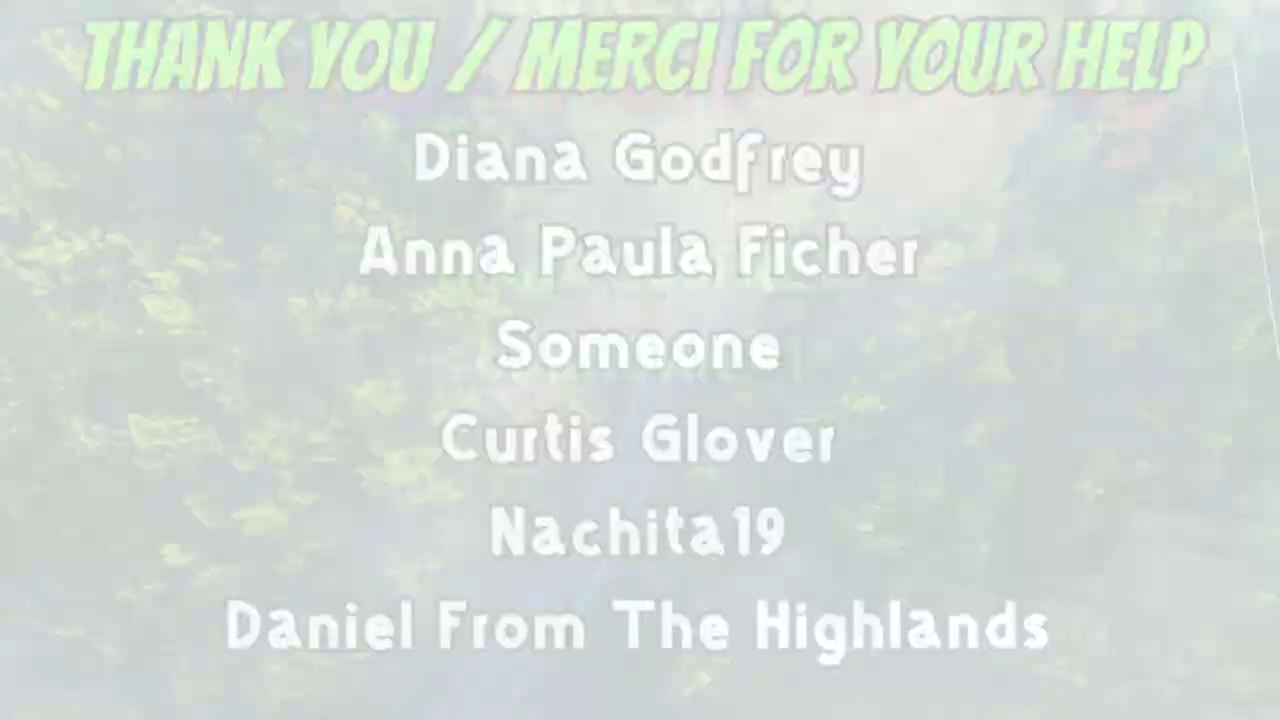 THANK YOU / MERCI FOR YOUR HELP
Diana Godfrey
Anna Paula Ficher
Someone
Curtis Glover
Nachita19
Daniel From The Highlands